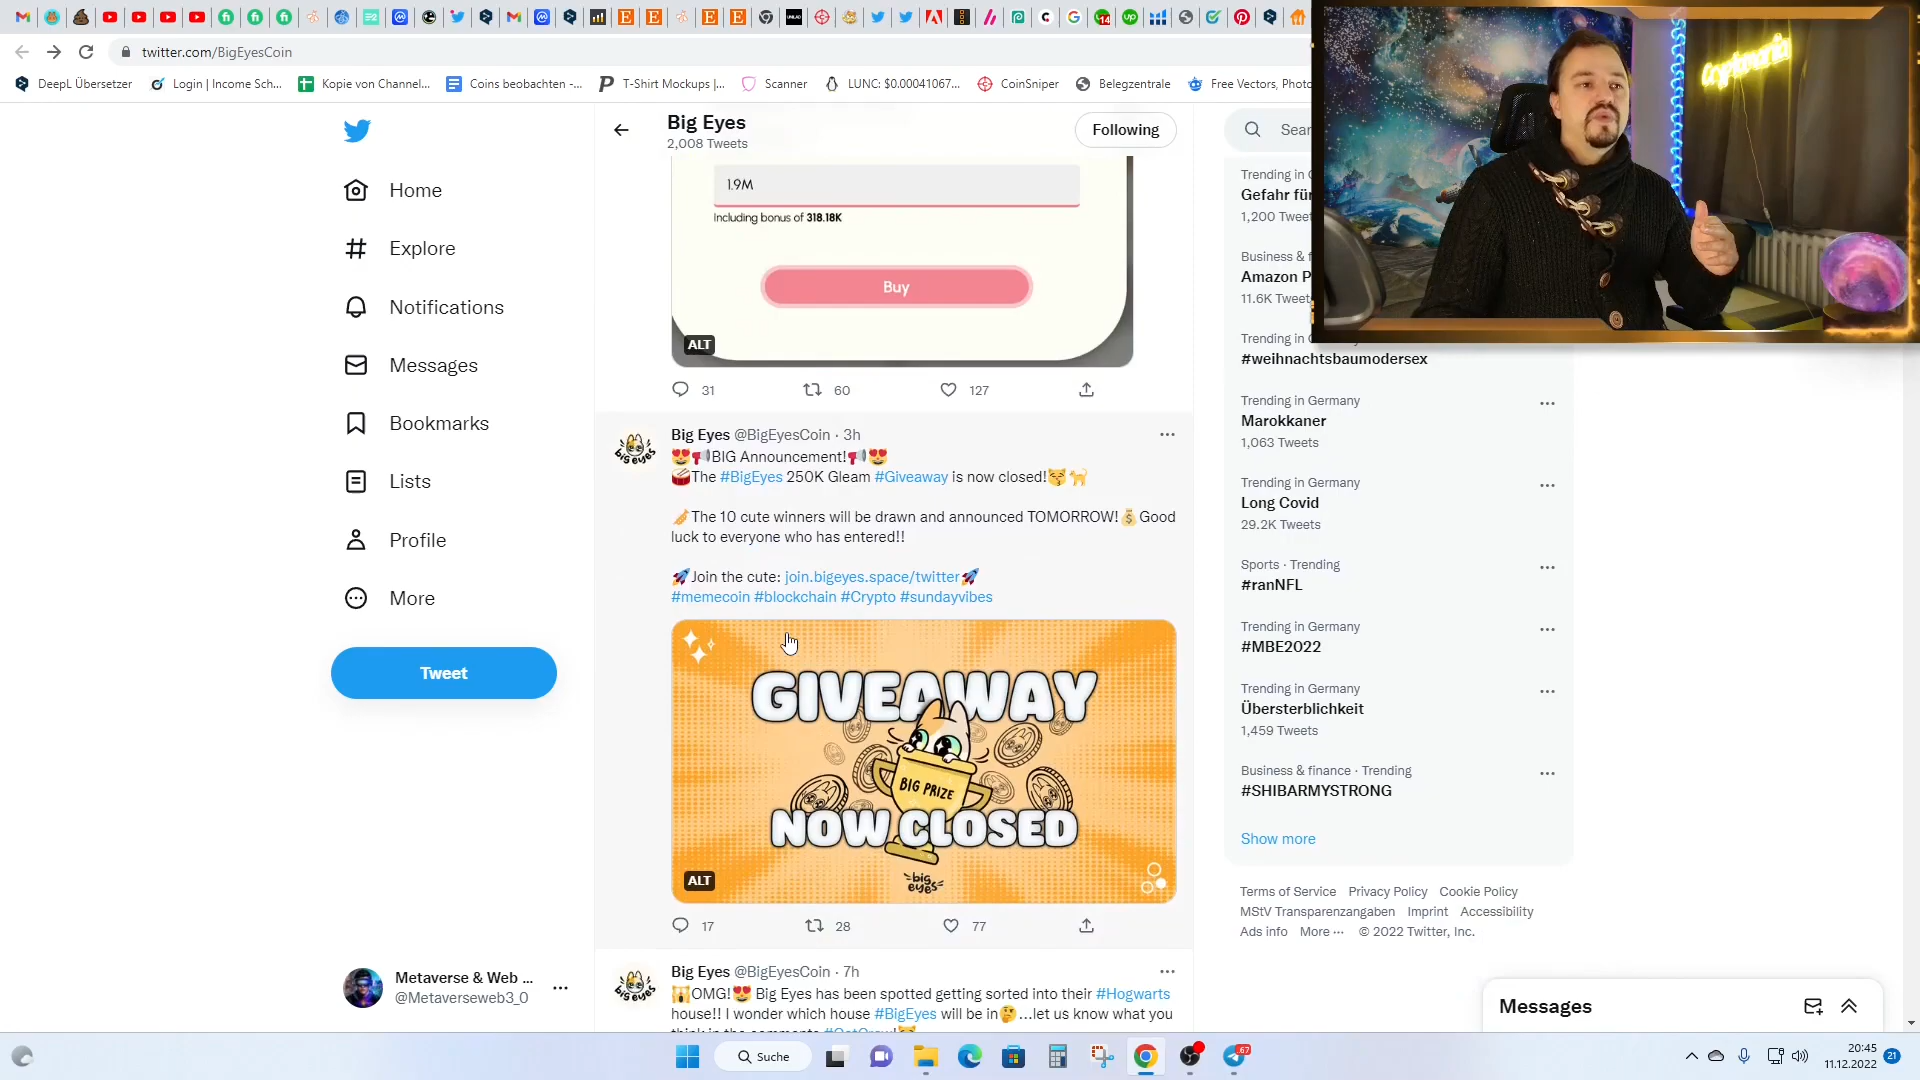 twitter.com/BigEyesCoin
DeepL Übersetzer
Login | Income Sch...
Kopie von Channel...
Coins beobachten -...
T-Shirt Mockups |...
Scanner
LUNC: $0.00041067...
CoinSniper
Belegzentrale
Free Vectors, Photo
Cryptomania
Home
Explore
Notifications
Messages
Bookmarks
Lists
Profile
More
Tweet
Metaverse & Web ...
@Metaverseweb3_0
Big Eyes
2,008 Tweets
Following
1.9M
Including bonus of 318.18K
Buy
ALT
31
60
127
Big Eyes @BigEyesCoin · 3h
😍📢BIG Announcement!📢😍
🥁The #BigEyes 250K Gleam #Giveaway is now closed!😽🐈
🎺The 10 cute winners will be drawn and announced TOMORROW!💰Good
luck to everyone who has entered!!
🚀Join the cute: join.bigeyes.space/twitter🚀
#memecoin #blockchain #Crypto #sundayvibes
GIVEAWAY
BIG PRIZE
NOW CLOSED
big
eyes
ALT
17
28
77
Big Eyes @BigEyesCoin · 7h
🙀OMG!😍 Big Eyes has been spotted getting sorted into their #Hogwarts
house!! I wonder which house #BigEyes will be in🤔...let us know what you
Sear
Trending in G
Gefahr für
1,200 Tweet
Business & f
Amazon P
11.6K Tweet
Trending in G
#weihnachtsbaumodersex
Trending in Germany
Marokkaner
1,063 Tweets
Trending in Germany
Long Covid
29.2K Tweets
Sports · Trending
#ranNFL
Trending in Germany
#MBE2022
Trending in Germany
Übersterblichkeit
1,459 Tweets
Business & finance · Trending
#SHIBARMYSTRONG
Show more
Terms of Service Privacy Policy Cookie Policy
MStV Transparenzangaben Imprint Accessibility
Ads info More ··· © 2022 Twitter, Inc.
Messages
Suche
67
20:45
11.12.2022
21